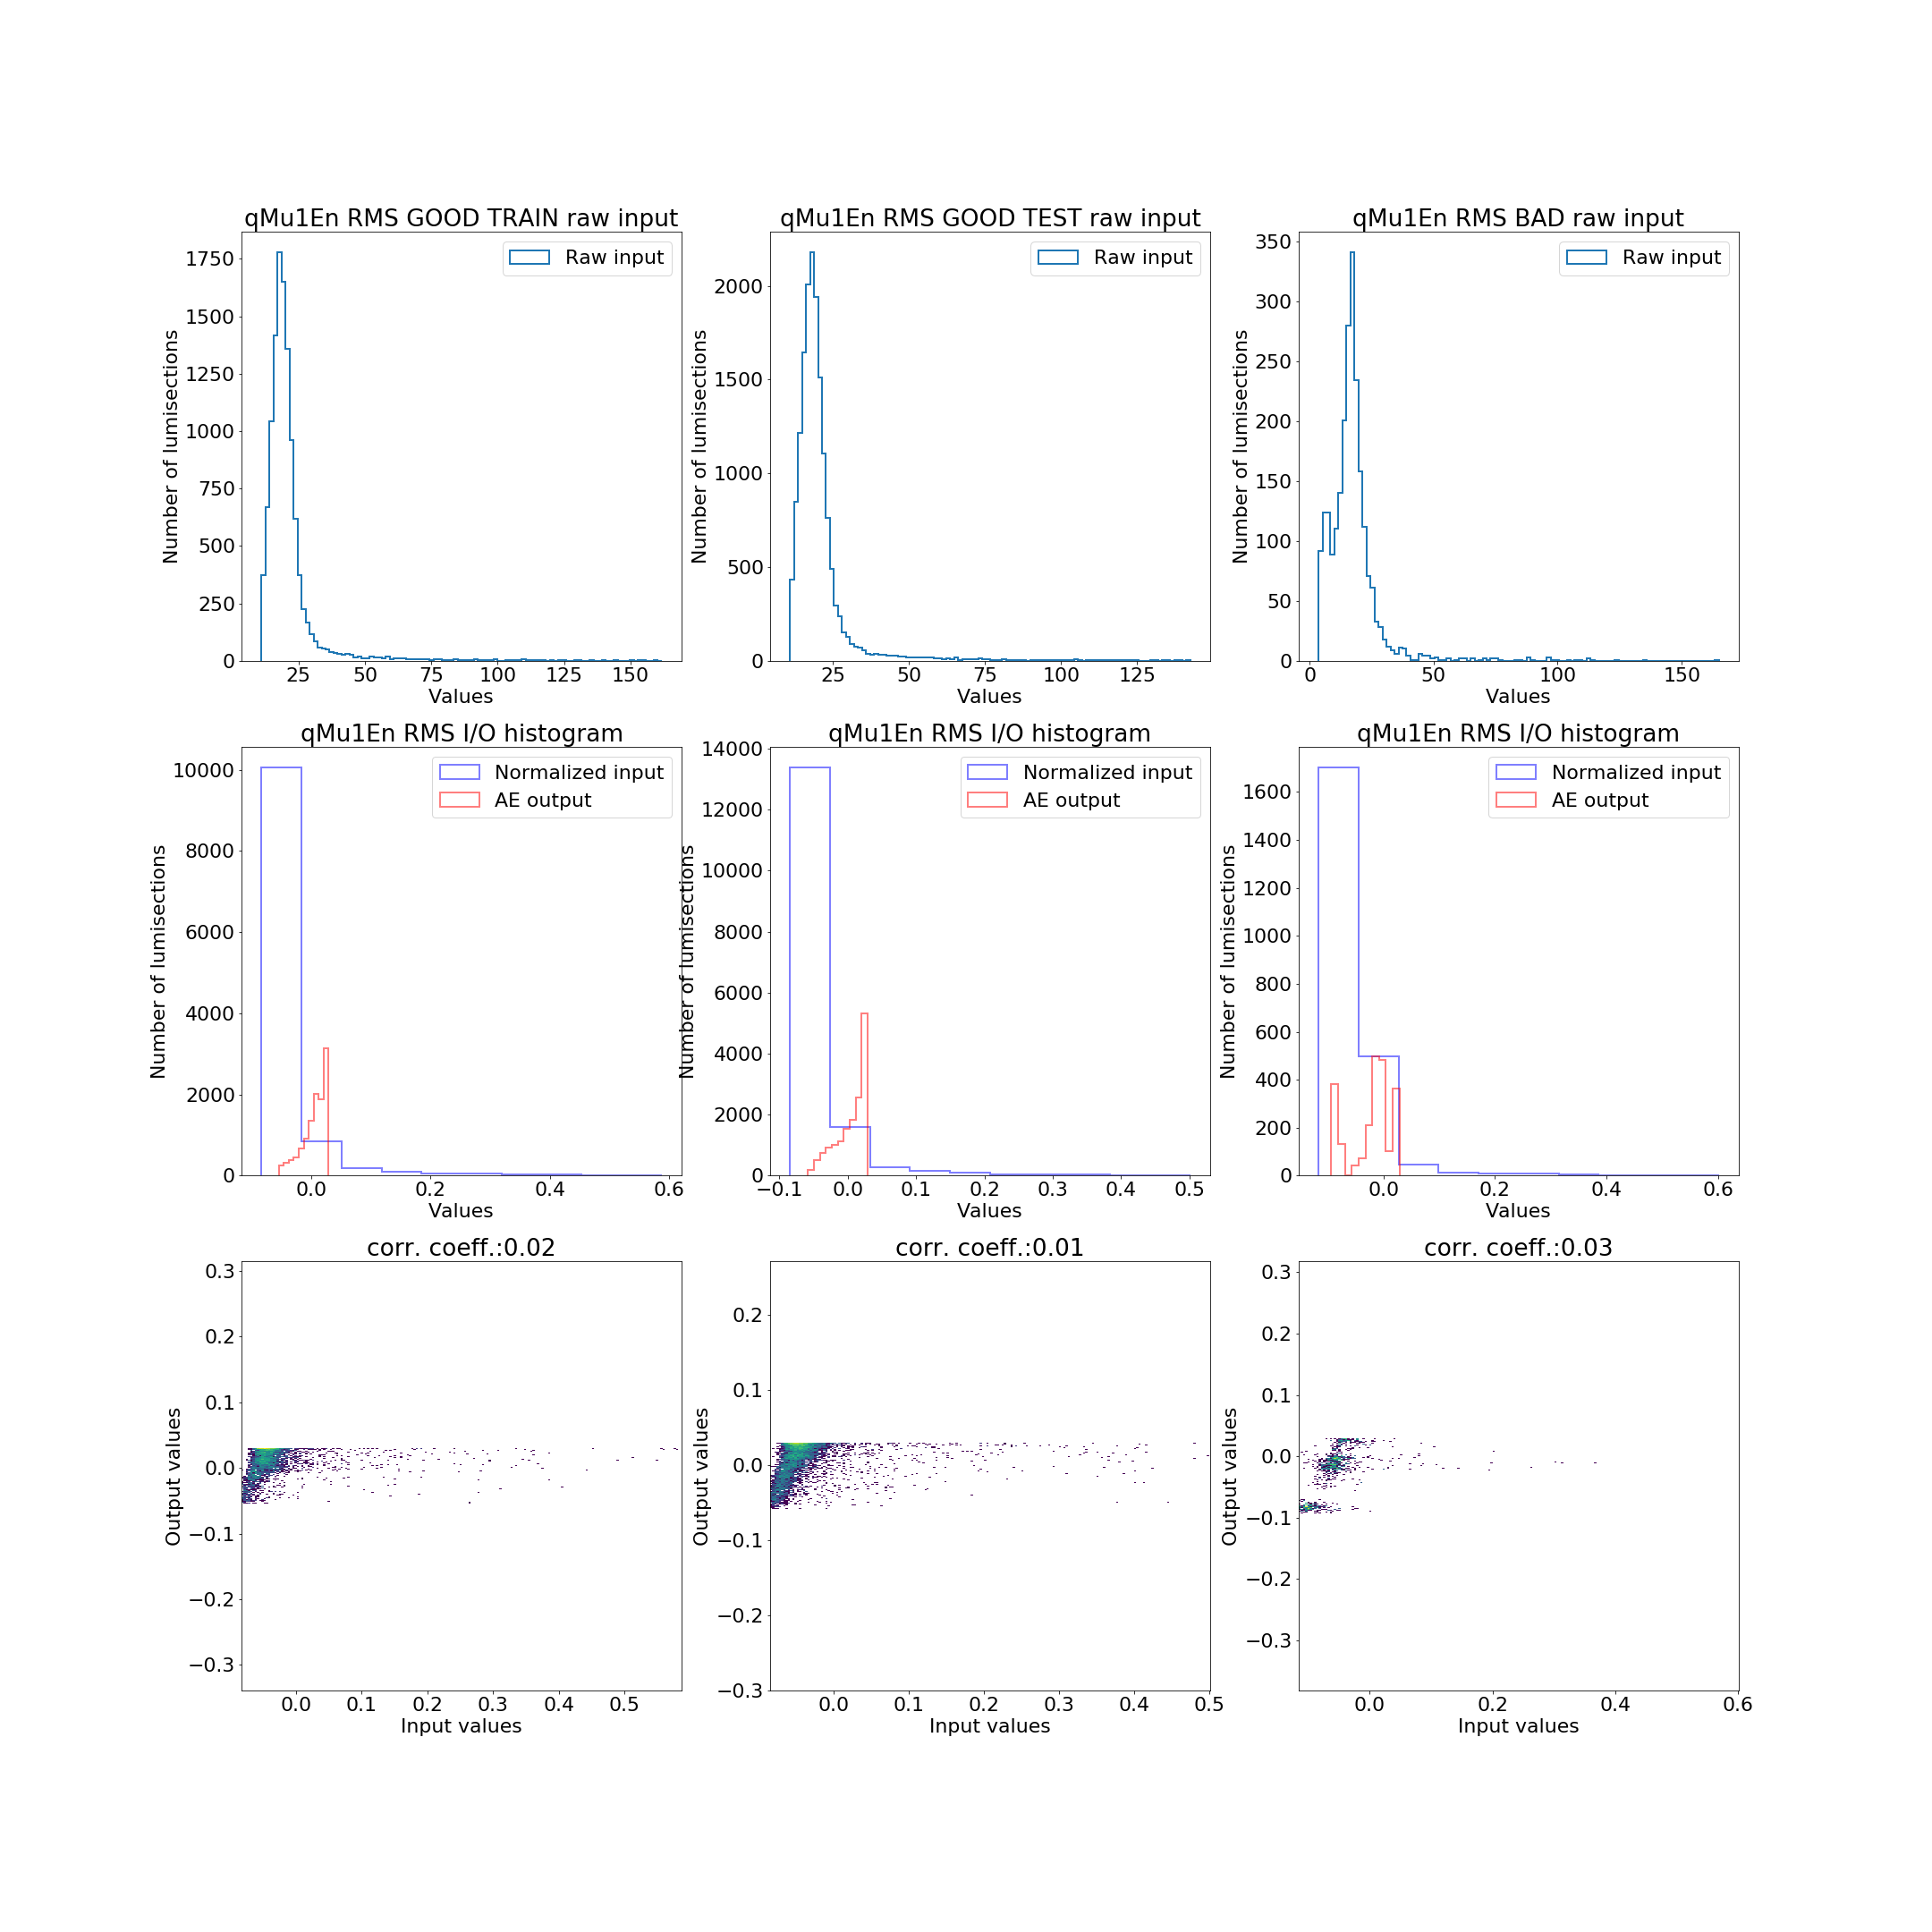 qMu1En RMS GOOD TRAIN raw input
Raw input
1750
1500
1250
1000
750
500
250
0
25 50 75 100 125 150
Values
Number of lumisections
qMu1En RMS GOOD TEST raw input
Raw input
2000
1500
1000
500
0
25 50 75 100 125
Values
Number of lumisections
qMu1En RMS BAD raw input
Raw input
350
300
250
200
150
100
50
0
0 50 100 150
Values
Number of lumisections
qMu1En RMS I/O histogram
Normalized input
AE output
10000
8000
6000
4000
2000
0
0.0 0.2 0.4 0.6
Values
Number of lumisections
qMu1En RMS I/O histogram
Normalized input
AE output
14000
12000
10000
8000
6000
4000
2000
0
−0.1 0.0 0.1 0.2 0.3 0.4 0.5
Values
Number of lumisections
qMu1En RMS I/O histogram
Normalized input
AE output
1600
1400
1200
1000
800
600
400
200
0
0.0 0.2 0.4 0.6
Values
Number of lumisections
corr. coeff.:0.02
0.3
0.2
0.1
0.0
−0.1
−0.2
−0.3
0.0 0.1 0.2 0.3 0.4 0.5
Input values
Output values
corr. coeff.:0.01
0.2
0.1
0.0
−0.1
−0.2
−0.3
0.0 0.1 0.2 0.3 0.4 0.5
Input values
Output values
corr. coeff.:0.03
0.3
0.2
0.1
0.0
−0.1
−0.2
−0.3
0.0 0.2 0.4 0.6
Input values
Output values